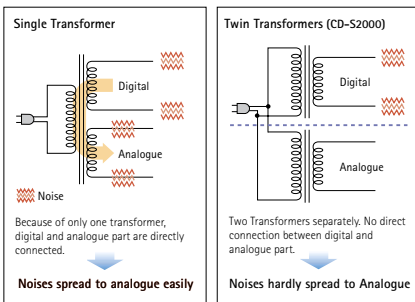 Single Transformer
Digital
Analogue
Noise
Because of only one transformer,
digital and analogue part are directly
connected.
Noises spread to analogue easily
Twin Transformers (CD-S2000)
Digital
Analogue
Two Transformers separately. No direct
connection between digital and
analogue part.
Noises hardly spread to Analogue